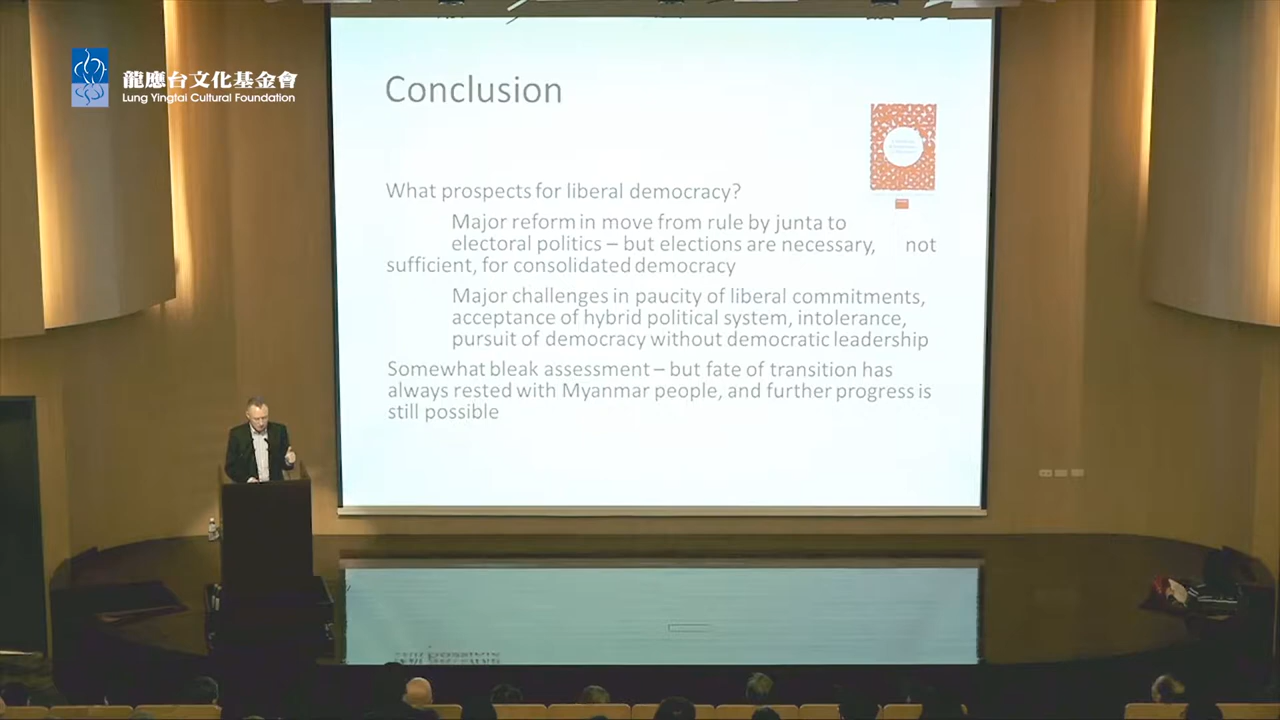 龍應台文化基金會
Lung Yingtai Cultural Foundation
Conclusion
What prospects for liberal democracy?
Major reform in move from rule by junta to
electoral politics – but elections are necessary, not
sufficient, for consolidated democracy
Major challenges in paucity of liberal commitments,
acceptance of hybrid political system, intolerance,
pursuit of democracy without democratic leadership
Somewhat bleak assessment – but fate of transition has
always rested with Myanmar people, and further progress is
still possible